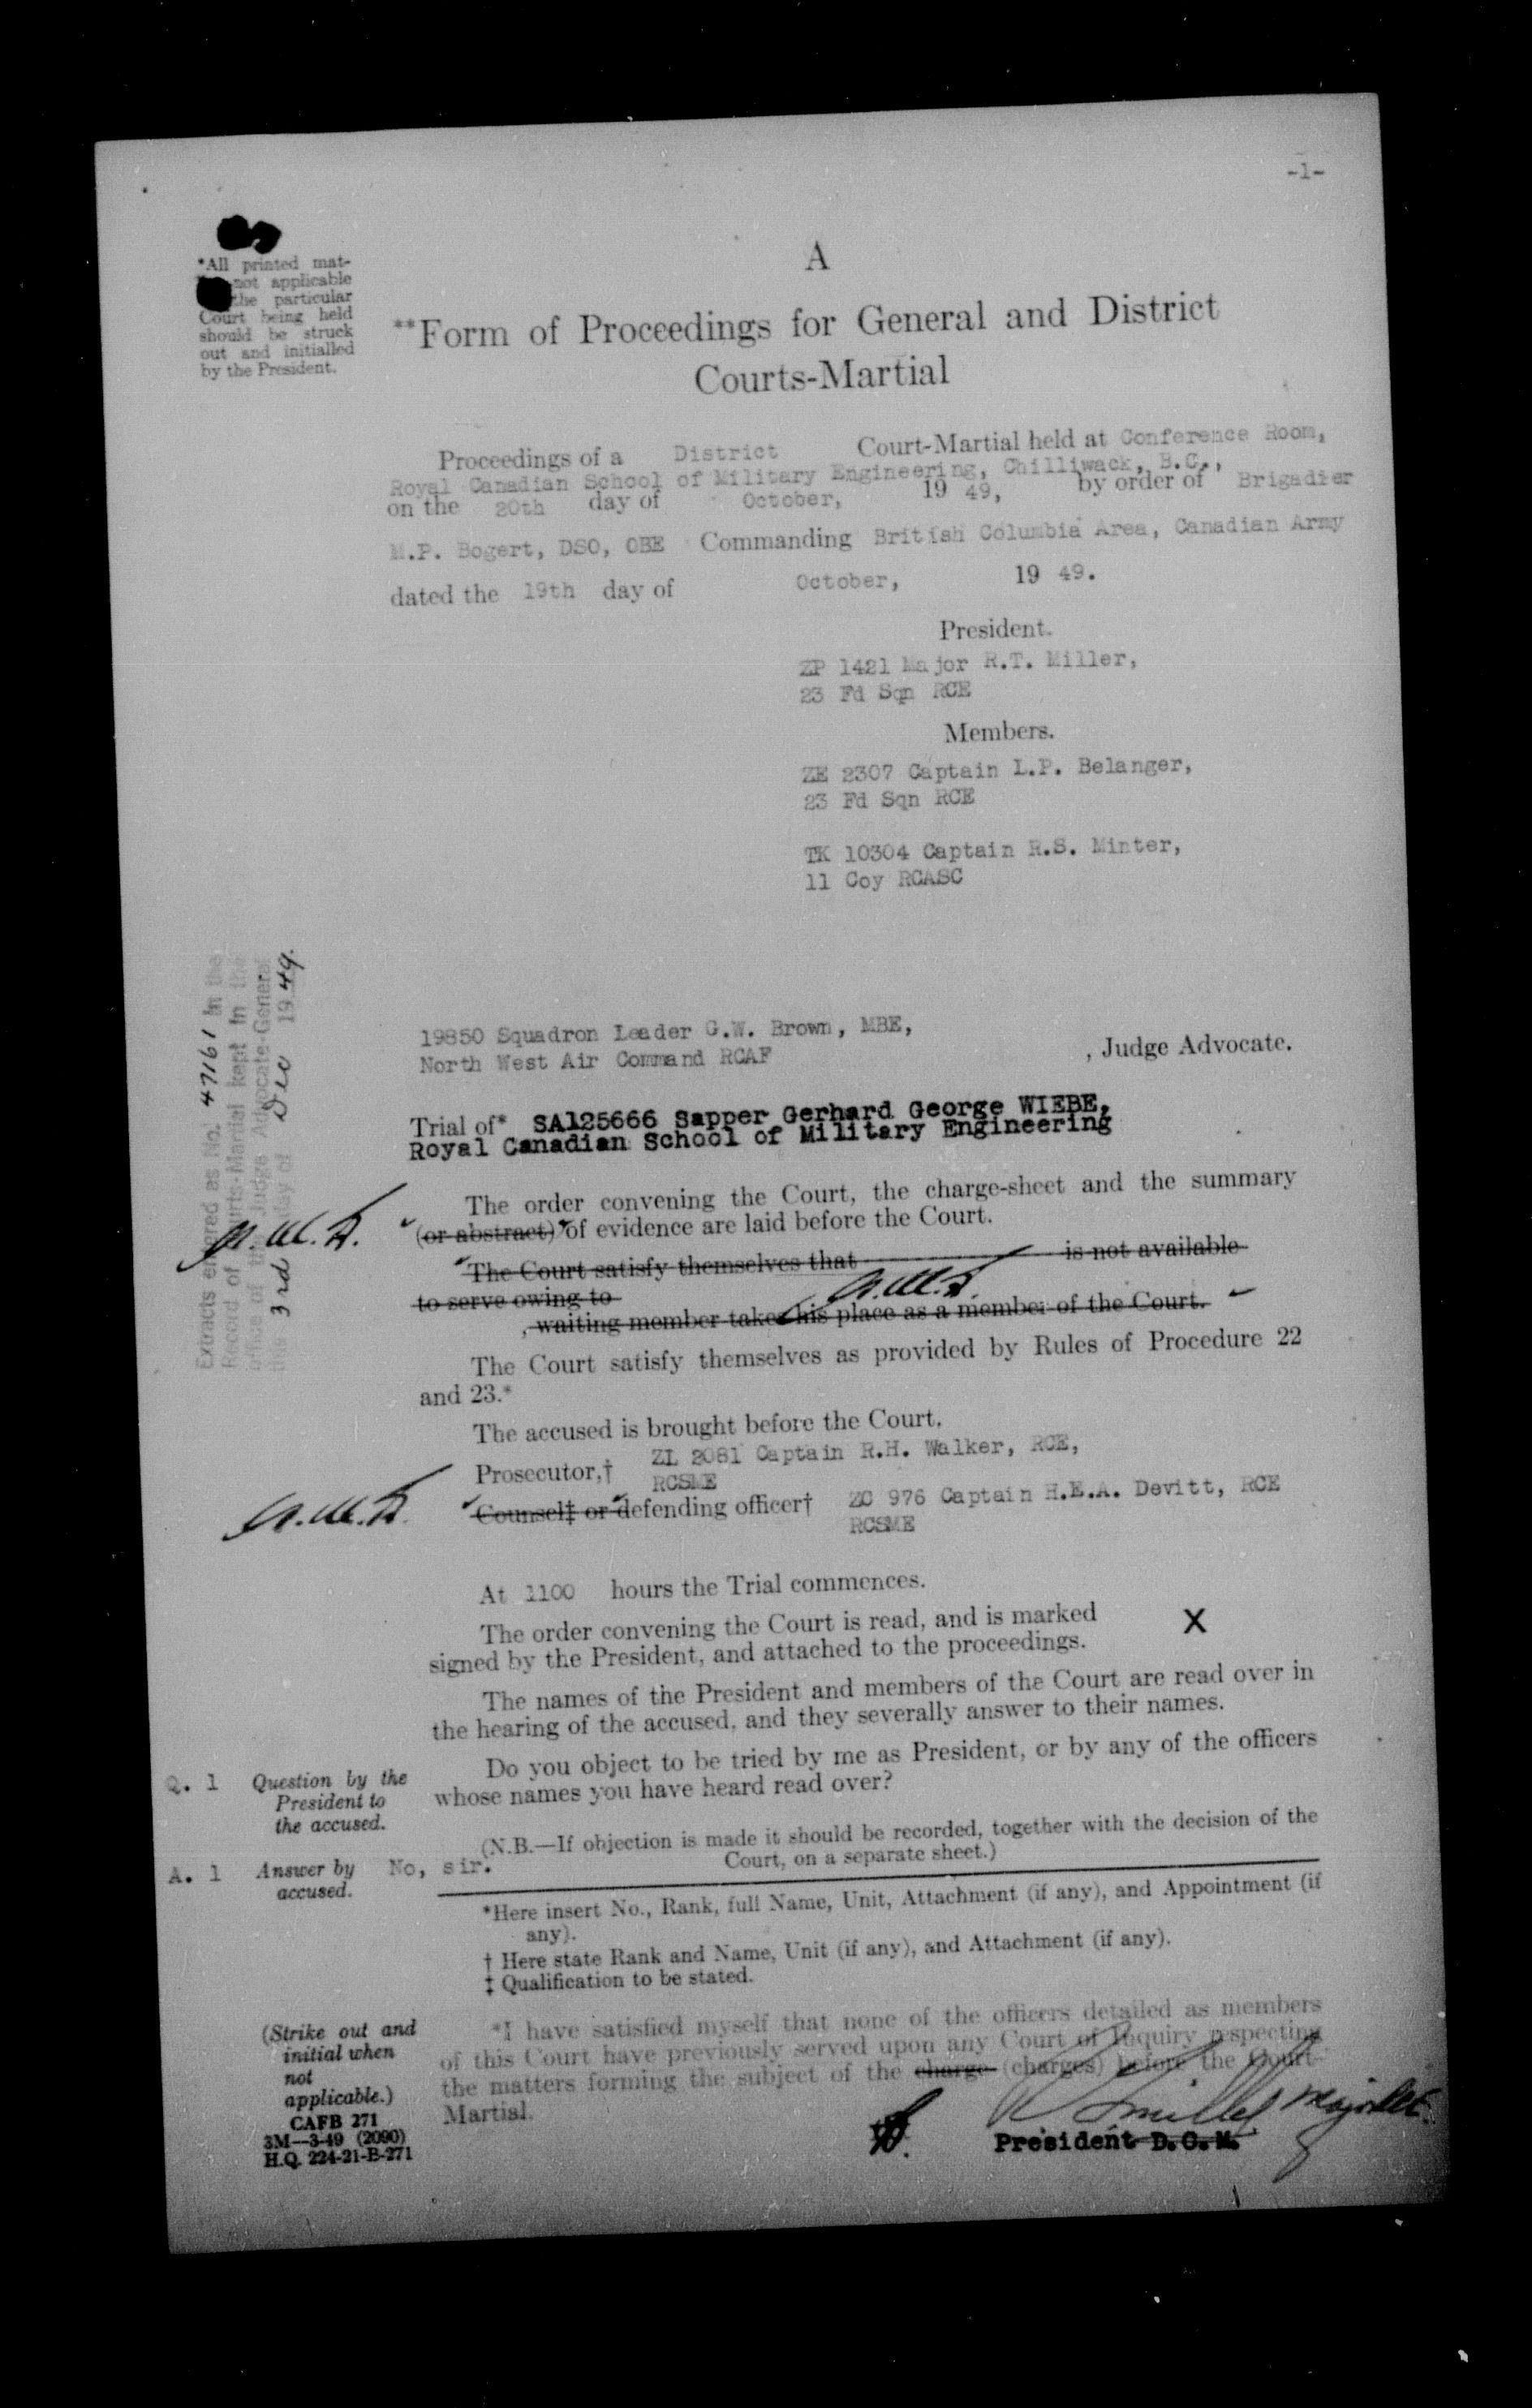 -1-
*All printed mat-
not applicable
the particular
Court being held
should be struck
out and initialled
by the President.
A
**Form of Proceedings for General and District
Courts-Martial
Proceedings of a District Court-Martial held at Conference Room,
Royal Canadian School of Military Engineering, Chilliwack, B.C.,
on the 20th day of October, 19 49, by order of Brigadier
M.P. Bogert, DSO, OBE Commanding British Columbia Area, Canadian Army
dated the 19th day of October, 19 49.
President.
ZP 1421 Major R.T. Miller,
23 Fd Sqn RCE
Members.
ZE 2307 Captain L.P. Belanger,
23 Fd Sqn RCE
TK 10304 Captain R.S. Minter,
11 Coy RCASC
Extracts entered as No. 47161 in the
Record of Courts-Martial kept in the
office of the Judge Advocate-General
this 3rd day of Dec 1949.
19850 Squadron Leader G.W. Brown, MBE,
North West Air Command RCAF
, Judge Advocate.
Trial of* SA125666 Sapper Gerhard George WIEBE,
Royal Canadian School of Military Engineering
The order convening the Court, the charge-sheet and the summary
(or abstract) of evidence are laid before the Court.
The Court satisfy themselves that is not available
to serve owing to
, waiting member takes his place as a member of the Court.
The Court satisfy themselves as provided by Rules of Procedure 22
and 23.*
The accused is brought before the Court.
Prosecutor,† ZL 2081 Captain R.H. Walker, RCE,
RCSME
Counsel‡ or defending officer† ZC 976 Captain H.E.A. Devitt, RCE
RCSME
At 1100 hours the Trial commences.
The order convening the Court is read, and is marked X
signed by the President, and attached to the proceedings.
The names of the President and members of the Court are read over in
the hearing of the accused, and they severally answer to their names.
Q. 1 Question by the
President to
the accused.
Do you object to be tried by me as President, or by any of the officers
whose names you have heard read over?
(N.B.—If objection is made it should be recorded, together with the decision of the
Court, on a separate sheet.)
A. 1 Answer by
accused.
No, sir.
*Here insert No., Rank, full Name, Unit, Attachment (if any), and Appointment (if
any).
† Here state Rank and Name, Unit (if any), and Attachment (if any).
‡ Qualification to be stated.
(Strike out and
initial when
not
applicable.)
*I have satisfied myself that none of the officers detailed as members
of this Court have previously served upon any Court of Inquiry respecting
the matters forming the subject of the charge (charges) before the Court-
Martial.
CAFB 271
3M—3-49 (2090)
H.Q. 224-21-B-271
President D.C.M.